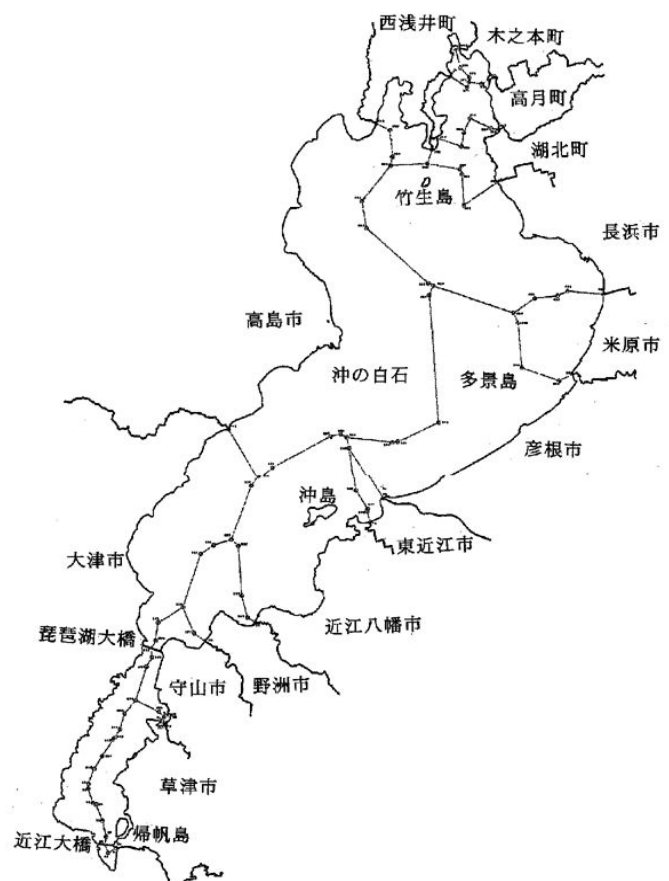 西浅井町
木之本町
高月町
湖北町
竹生島
長浜市
高島市
米原市
沖の白石
多景島
彦根市
沖島
東近江市
大津市
近江八幡市
琵琶湖大橋
守山市
野洲市
草津市
帰帆島
近江大橋